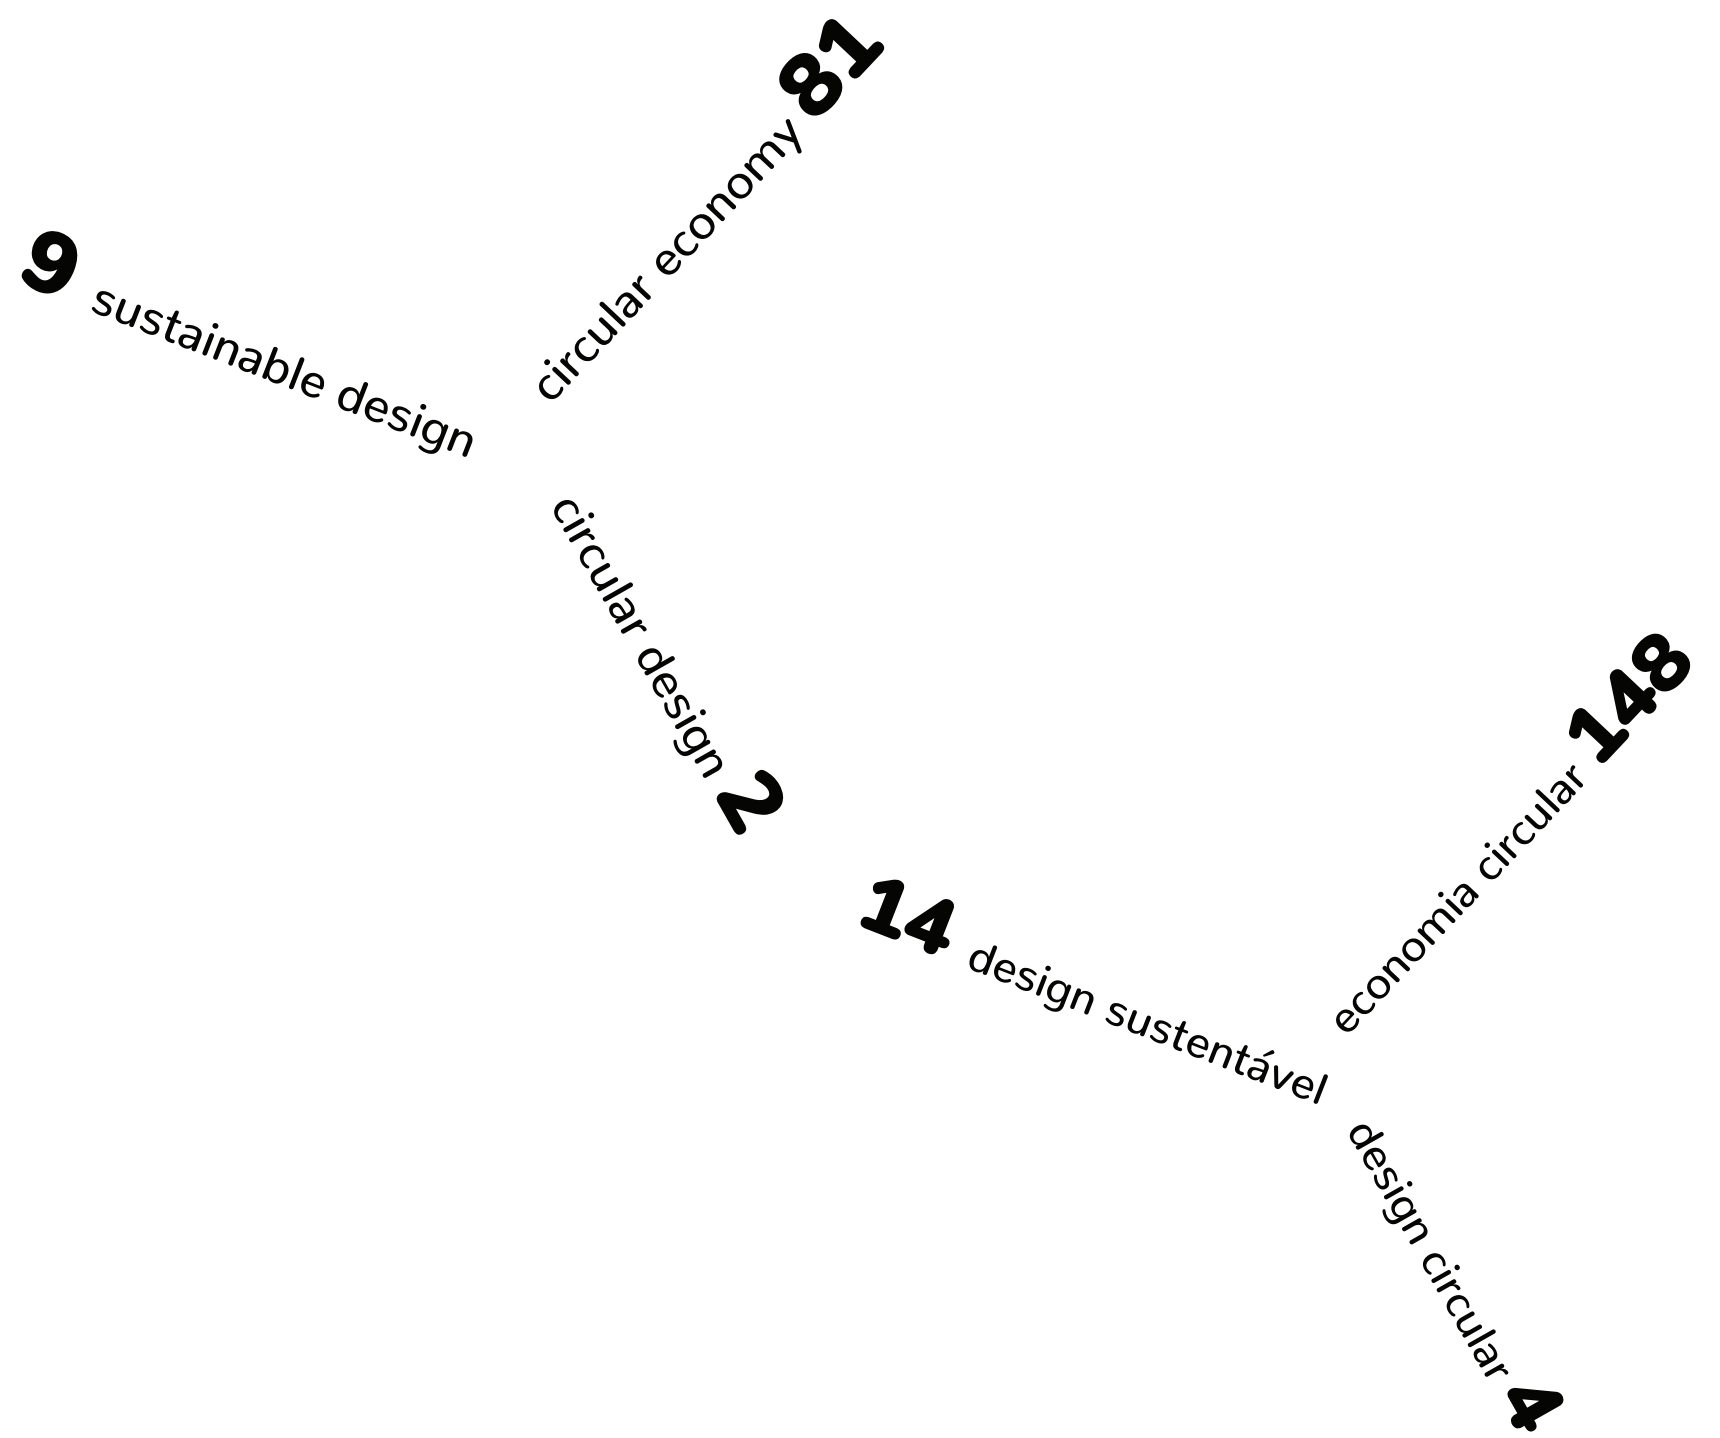 circular economy 81
9 sustainable design
circular design 2
economia circular 148
14 design sustentável
design circular 4